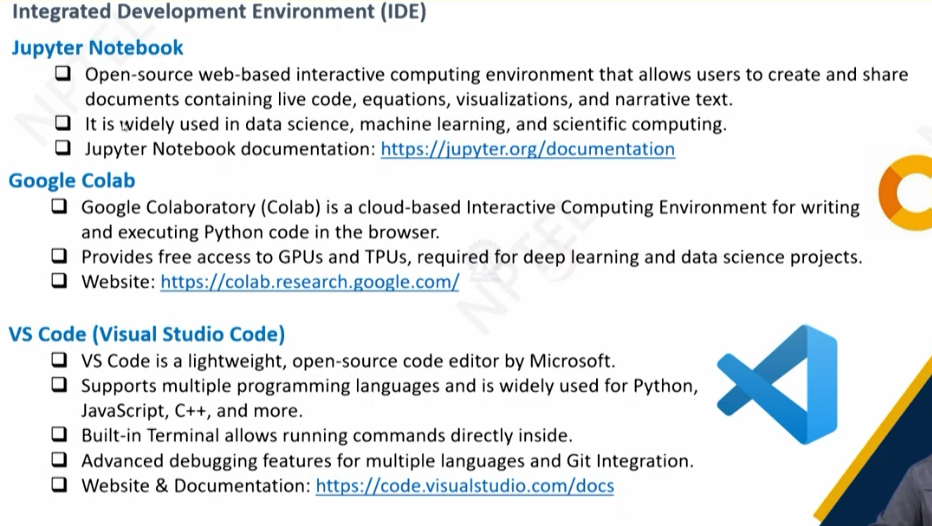 Integrated Development Environment (IDE)
Jupyter Notebook
❑ Open-source web-based interactive computing environment that allows users to create and share
documents containing live code, equations, visualizations, and narrative text.
❑ It is widely used in data science, machine learning, and scientific computing.
❑ Jupyter Notebook documentation: https://jupyter.org/documentation
Google Colab
❑ Google Colaboratory (Colab) is a cloud-based Interactive Computing Environment for writing
and executing Python code in the browser.
❑ Provides free access to GPUs and TPUs, required for deep learning and data science projects.
❑ Website: https://colab.research.google.com/
VS Code (Visual Studio Code)
❑ VS Code is a lightweight, open-source code editor by Microsoft.
❑ Supports multiple programming languages and is widely used for Python,
JavaScript, C++, and more.
❑ Built-in Terminal allows running commands directly inside.
❑ Advanced debugging features for multiple languages and Git Integration.
❑ Website & Documentation: https://code.visualstudio.com/docs
NPTEL
NPTEL